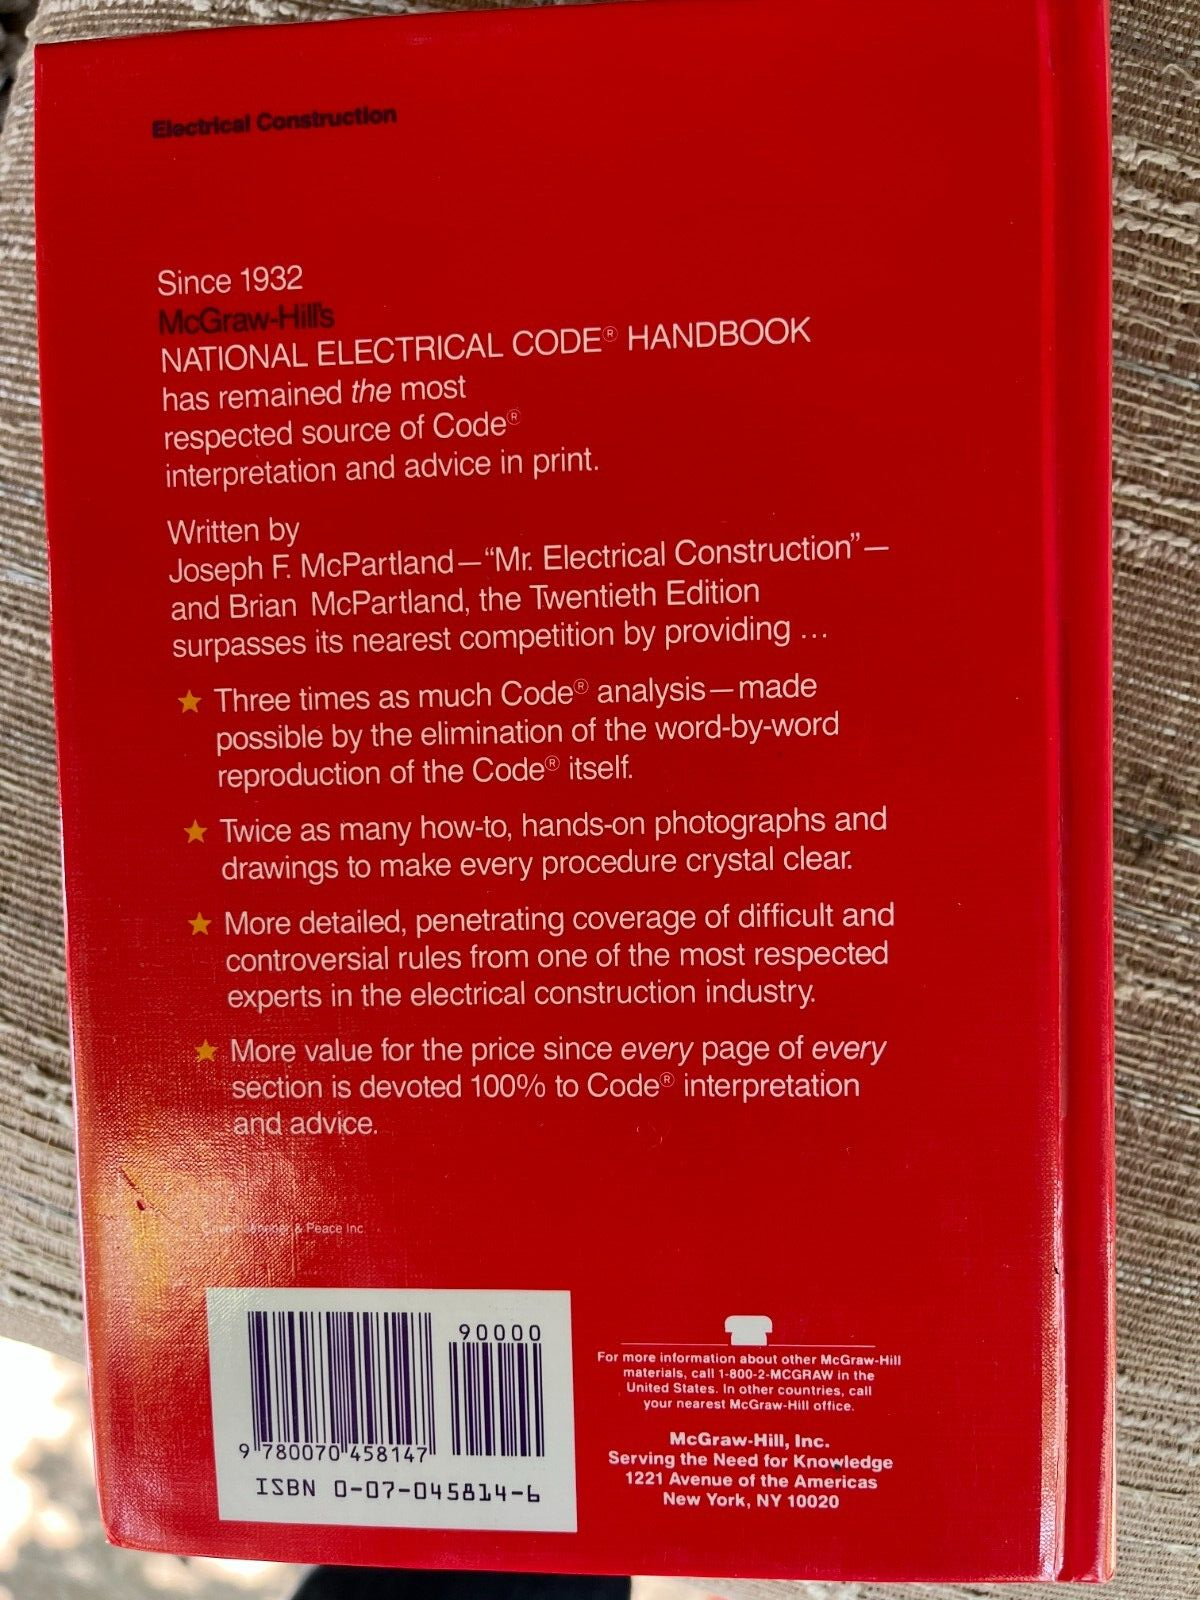 Electrical Construction
Since 1932
McGraw-Hill's
NATIONAL ELECTRICAL CODE® HANDBOOK
has remained the most
respected source of Code®
interpretation and advice in print.
Written by
Joseph F. McPartland—“Mr. Electrical Construction”—
and Brian McPartland, the Twentieth Edition
surpasses its nearest competition by providing ...
★ Three times as much Code® analysis—made
possible by the elimination of the word-by-word
reproduction of the Code® itself.
★ Twice as many how-to, hands-on photographs and
drawings to make every procedure crystal clear.
★ More detailed, penetrating coverage of difficult and
controversial rules from one of the most respected
experts in the electrical construction industry.
★ More value for the price since every page of every
section is devoted 100% to Code® interpretation
and advice.
& Peace Inc.
90000
9 780070 458147
ISBN 0-07-045814-6
For more information about other McGraw-Hill
materials, call 1-800-2-MCGRAW in the
United States. In other countries, call
your nearest McGraw-Hill office.
McGraw-Hill, Inc.
Serving the Need for Knowledge
1221 Avenue of the Americas
New York, NY 10020